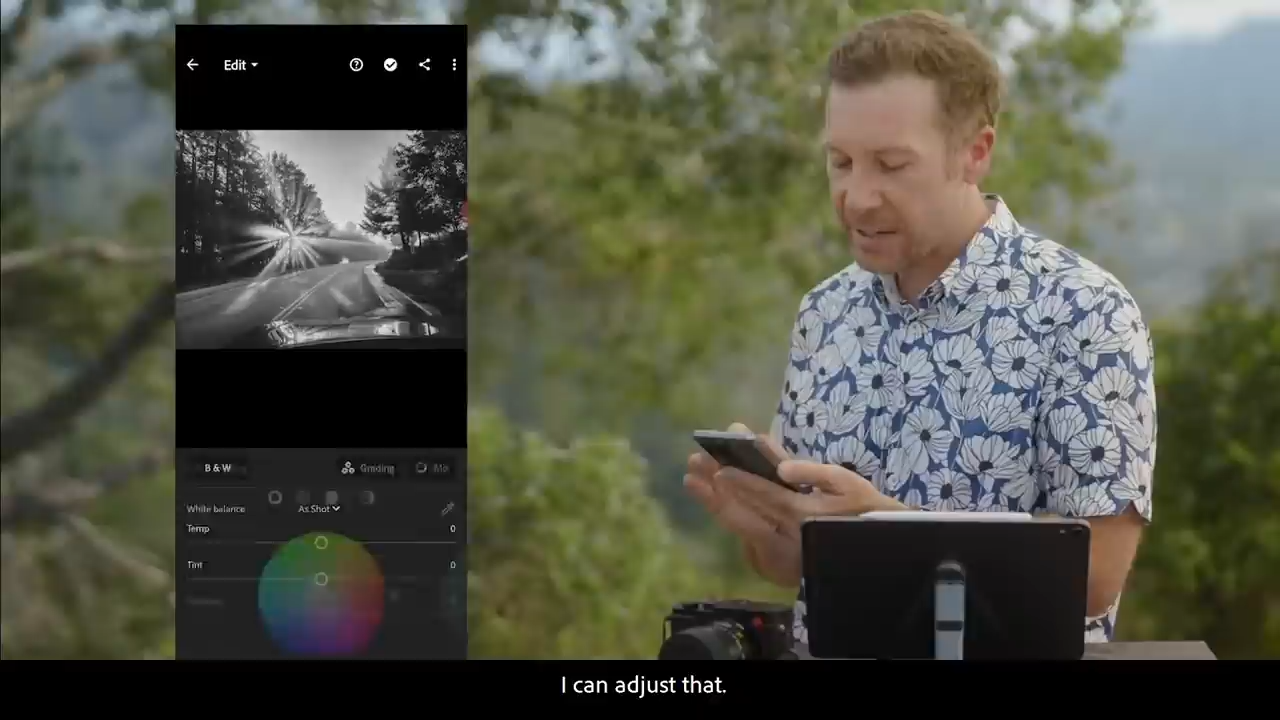 Edit
B & W
Grading
White balance
As Shot
Temp 0
Tint 0
I can adjust that.